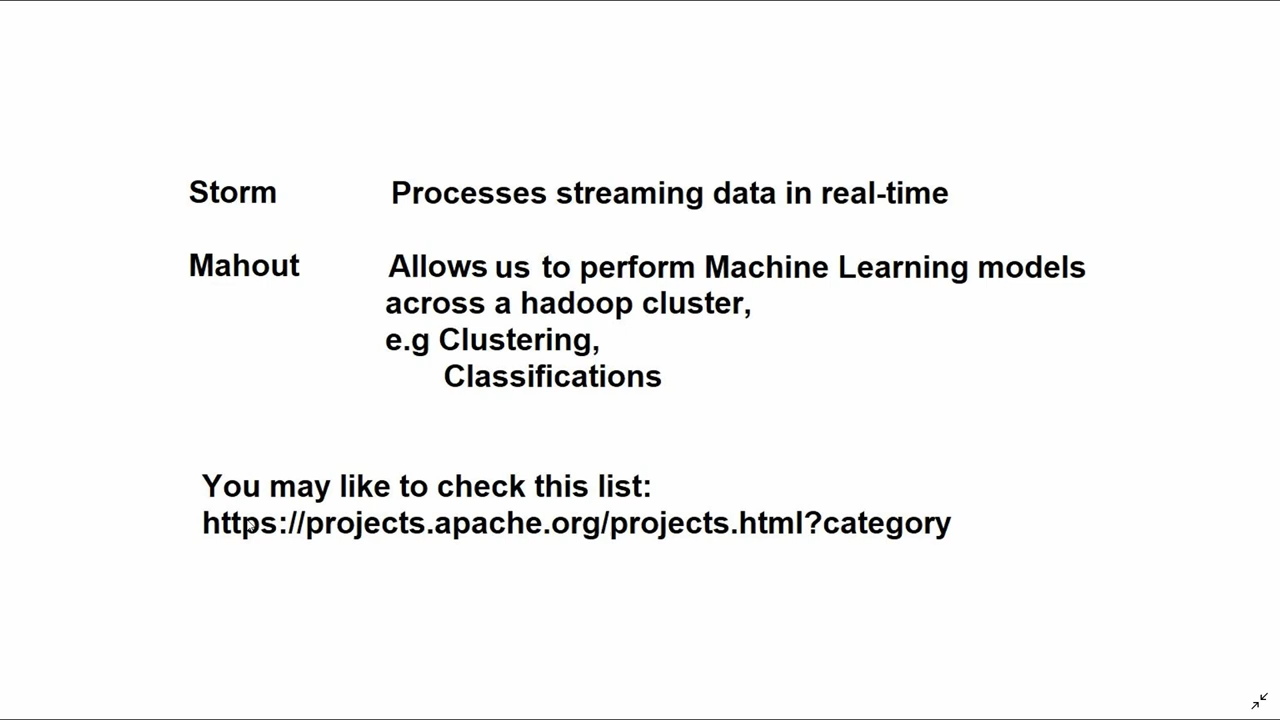 Storm Processes streaming data in real-time
Mahout Allows us to perform Machine Learning models
across a hadoop cluster,
e.g Clustering,
Classifications
You may like to check this list:
https://projects.apache.org/projects.html?category